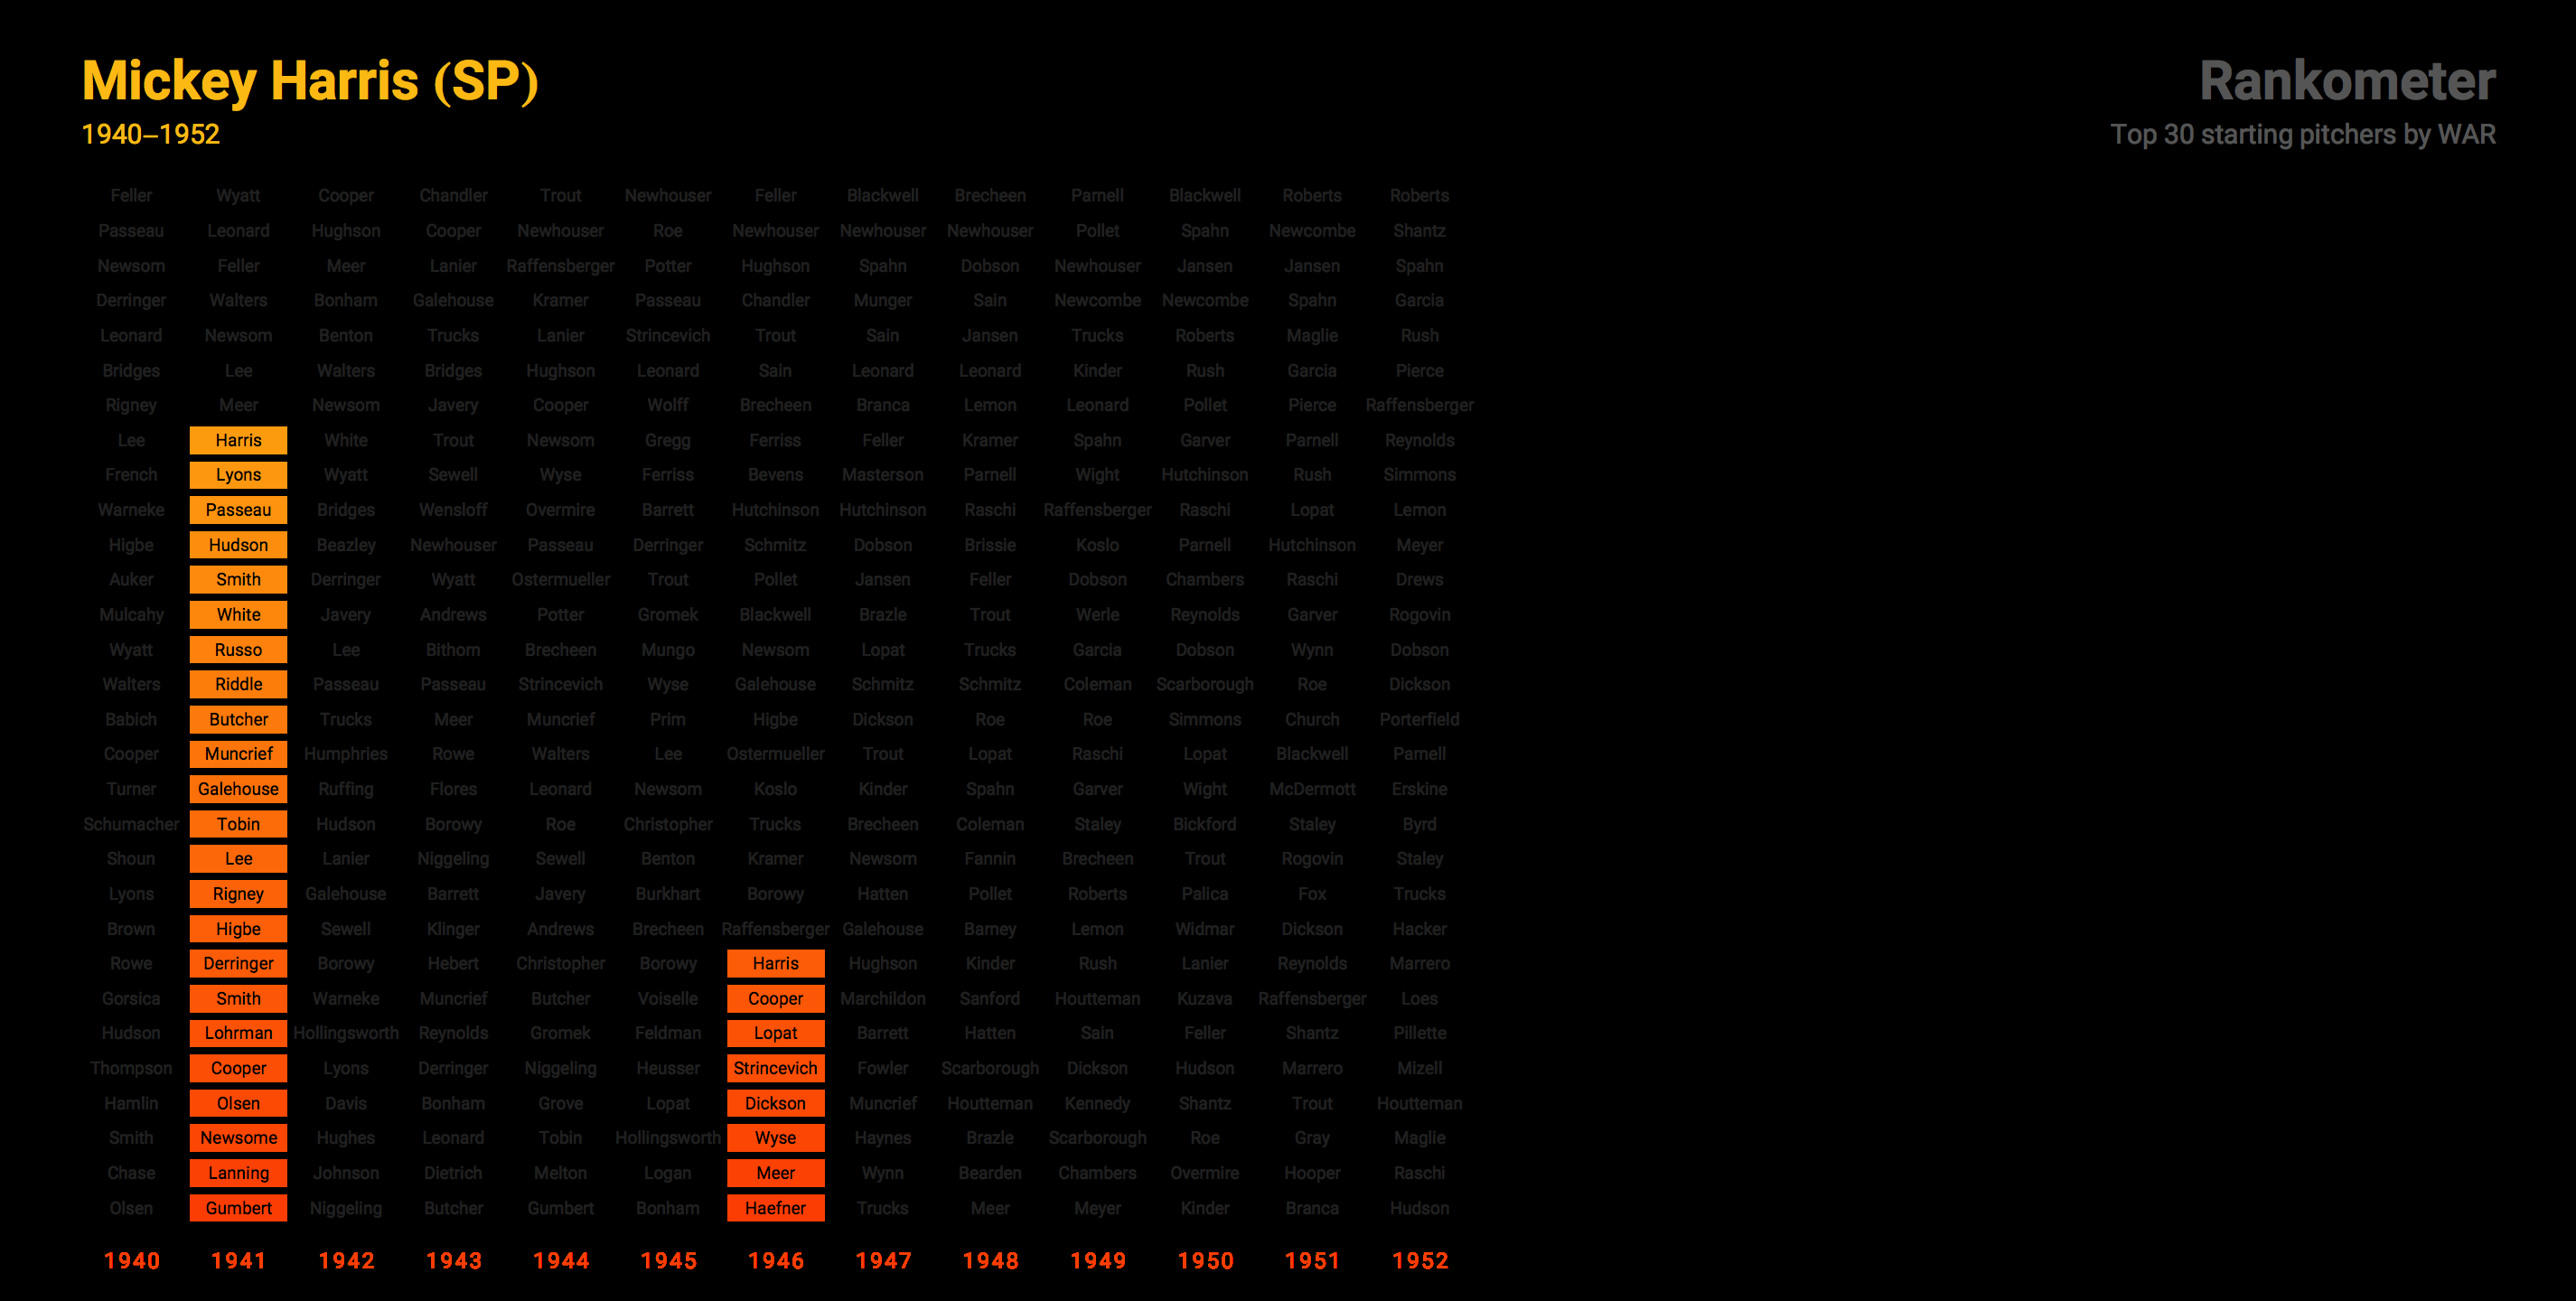 Mickey Harris (SP)
1940–1952
Rankometer
Top 30 starting pitchers by WAR
Feller Wyatt Cooper Chandler Trout Newhouser Feller Blackwell Brecheen Parnell Blackwell Roberts Roberts
Passeau Leonard Hughson Cooper Newhouser Roe Newhouser Newhouser Newhouser Pollet Spahn Newcombe Shantz
Newsom Feller Meer Lanier Raffensberger Potter Hughson Spahn Dobson Newhouser Jansen Jansen Spahn
Derringer Walters Bonham Galehouse Kramer Passeau Chandler Munger Sain Newcombe Newcombe Spahn Garcia
Leonard Newsom Benton Trucks Lanier Strincevich Trout Sain Jansen Trucks Roberts Maglie Rush
Bridges Lee Walters Bridges Hughson Leonard Sain Leonard Leonard Kinder Rush Garcia Pierce
Rigney Meer Newsom Javery Cooper Wolff Brecheen Branca Lemon Leonard Pollet Pierce Raffensberger
Lee Harris White Trout Newsom Gregg Ferriss Feller Kramer Spahn Garver Parnell Reynolds
French Lyons Wyatt Sewell Wyse Ferriss Bevens Masterson Parnell Wight Hutchinson Rush Simmons
Warneke Passeau Bridges Wensloff Overmire Barrett Hutchinson Hutchinson Raschi Raffensberger Raschi Lopat Lemon
Higbe Hudson Beazley Newhouser Passeau Derringer Schmitz Dobson Brissie Koslo Parnell Hutchinson Meyer
Auker Smith Derringer Wyatt Ostermueller Trout Pollet Jansen Feller Dobson Chambers Raschi Drews
Mulcahy White Javery Andrews Potter Gromek Blackwell Brazle Trout Werle Reynolds Garver Rogovin
Wyatt Russo Lee Bithorn Brecheen Mungo Newsom Lopat Trucks Garcia Dobson Wynn Dobson
Walters Riddle Passeau Passeau Strincevich Wyse Galehouse Schmitz Schmitz Coleman Scarborough Roe Dickson
Babich Butcher Trucks Meer Muncrief Prim Higbe Dickson Roe Roe Simmons Church Porterfield
Cooper Muncrief Humphries Rowe Walters Lee Ostermueller Trout Lopat Raschi Lopat Blackwell Parnell
Turner Galehouse Ruffing Flores Leonard Newsom Koslo Kinder Spahn Garver Wight McDermott Erskine
Schumacher Tobin Hudson Borowy Roe Christopher Trucks Brecheen Coleman Staley Bickford Staley Byrd
Shoun Lee Lanier Niggeling Sewell Benton Kramer Newsom Fannin Brecheen Trout Rogovin Staley
Lyons Rigney Galehouse Barrett Javery Burkhart Borowy Hatten Pollet Roberts Palica Fox Trucks
Brown Higbe Sewell Klinger Andrews Brecheen Raffensberger Galehouse Barney Lemon Widmar Dickson Hacker
Rowe Derringer Borowy Hebert Christopher Borowy Harris Hughson Kinder Rush Lanier Reynolds Marrero
Gorsica Smith Warneke Muncrief Butcher Voiselle Cooper Marchildon Sanford Houtteman Kuzava Raffensberger Loes
Hudson Lohrman Hollingsworth Reynolds Gromek Feldman Lopat Barrett Hatten Sain Feller Shantz Pillette
Thompson Cooper Lyons Derringer Niggeling Heusser Strincevich Fowler Scarborough Dickson Hudson Marrero Mizell
Hamlin Olsen Davis Bonham Grove Lopat Dickson Muncrief Houtteman Kennedy Shantz Trout Houtteman
Smith Newsome Hughes Leonard Tobin Hollingsworth Wyse Haynes Brazle Scarborough Roe Gray Maglie
Chase Lanning Johnson Dietrich Melton Logan Meer Wynn Bearden Chambers Overmire Hooper Raschi
Olsen Gumbert Niggeling Butcher Gumbert Bonham Haefner Trucks Meer Meyer Kinder Branca Hudson
1940 1941 1942 1943 1944 1945 1946 1947 1948 1949 1950 1951 1952